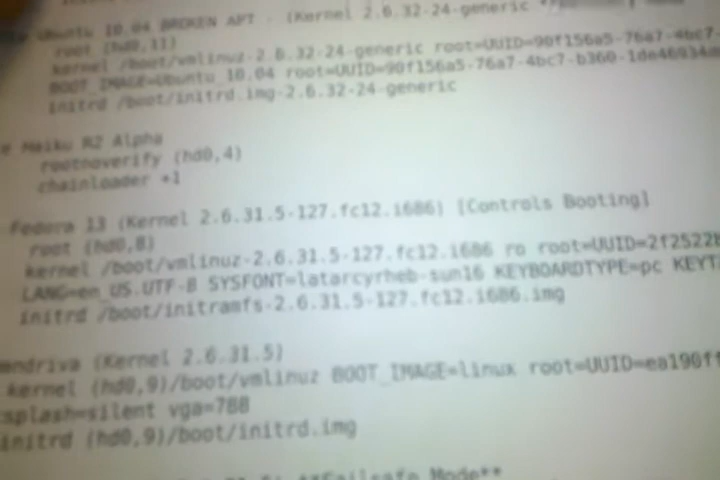 Ubuntu 10.04 BROKEN APT - (Kernel 2.6.32-24-generic
root (hd0,11)
kernel /boot/vmlinuz-2.6.32-24-generic root=UUID=90f156a5-76a7-4bc7-
BOOT_IMAGE=Ubuntu_10.04 root=UUID=90f156a5-76a7-4bc7-b360-1de46934
initrd /boot/initrd.img-2.6.32-24-generic
e Haiku R2 Alpha
rootnoverify (hd0,4)
chainloader +1
Fedora 13 (Kernel 2.6.31.5-127.fc12.i686) [Controls Booting]
root (hd0,8)
kernel /boot/vmlinuz-2.6.31.5-127.fc12.i686 ro root=UUID=2f2522
LANG=en_US.UTF-8 SYSFONT=latarcyrheb-sun16 KEYBOARDTYPE=pc KEYT
initrd /boot/initramfs-2.6.31.5-127.fc12.i686.img
andriva (Kernel 2.6.31.5)
kernel (hd0,9)/boot/vmlinuz BOOT_IMAGE=linux root=UUID=ea190ff
splash=silent vga=788
initrd (hd0,9)/boot/initrd.img
**Failsafe Mode**